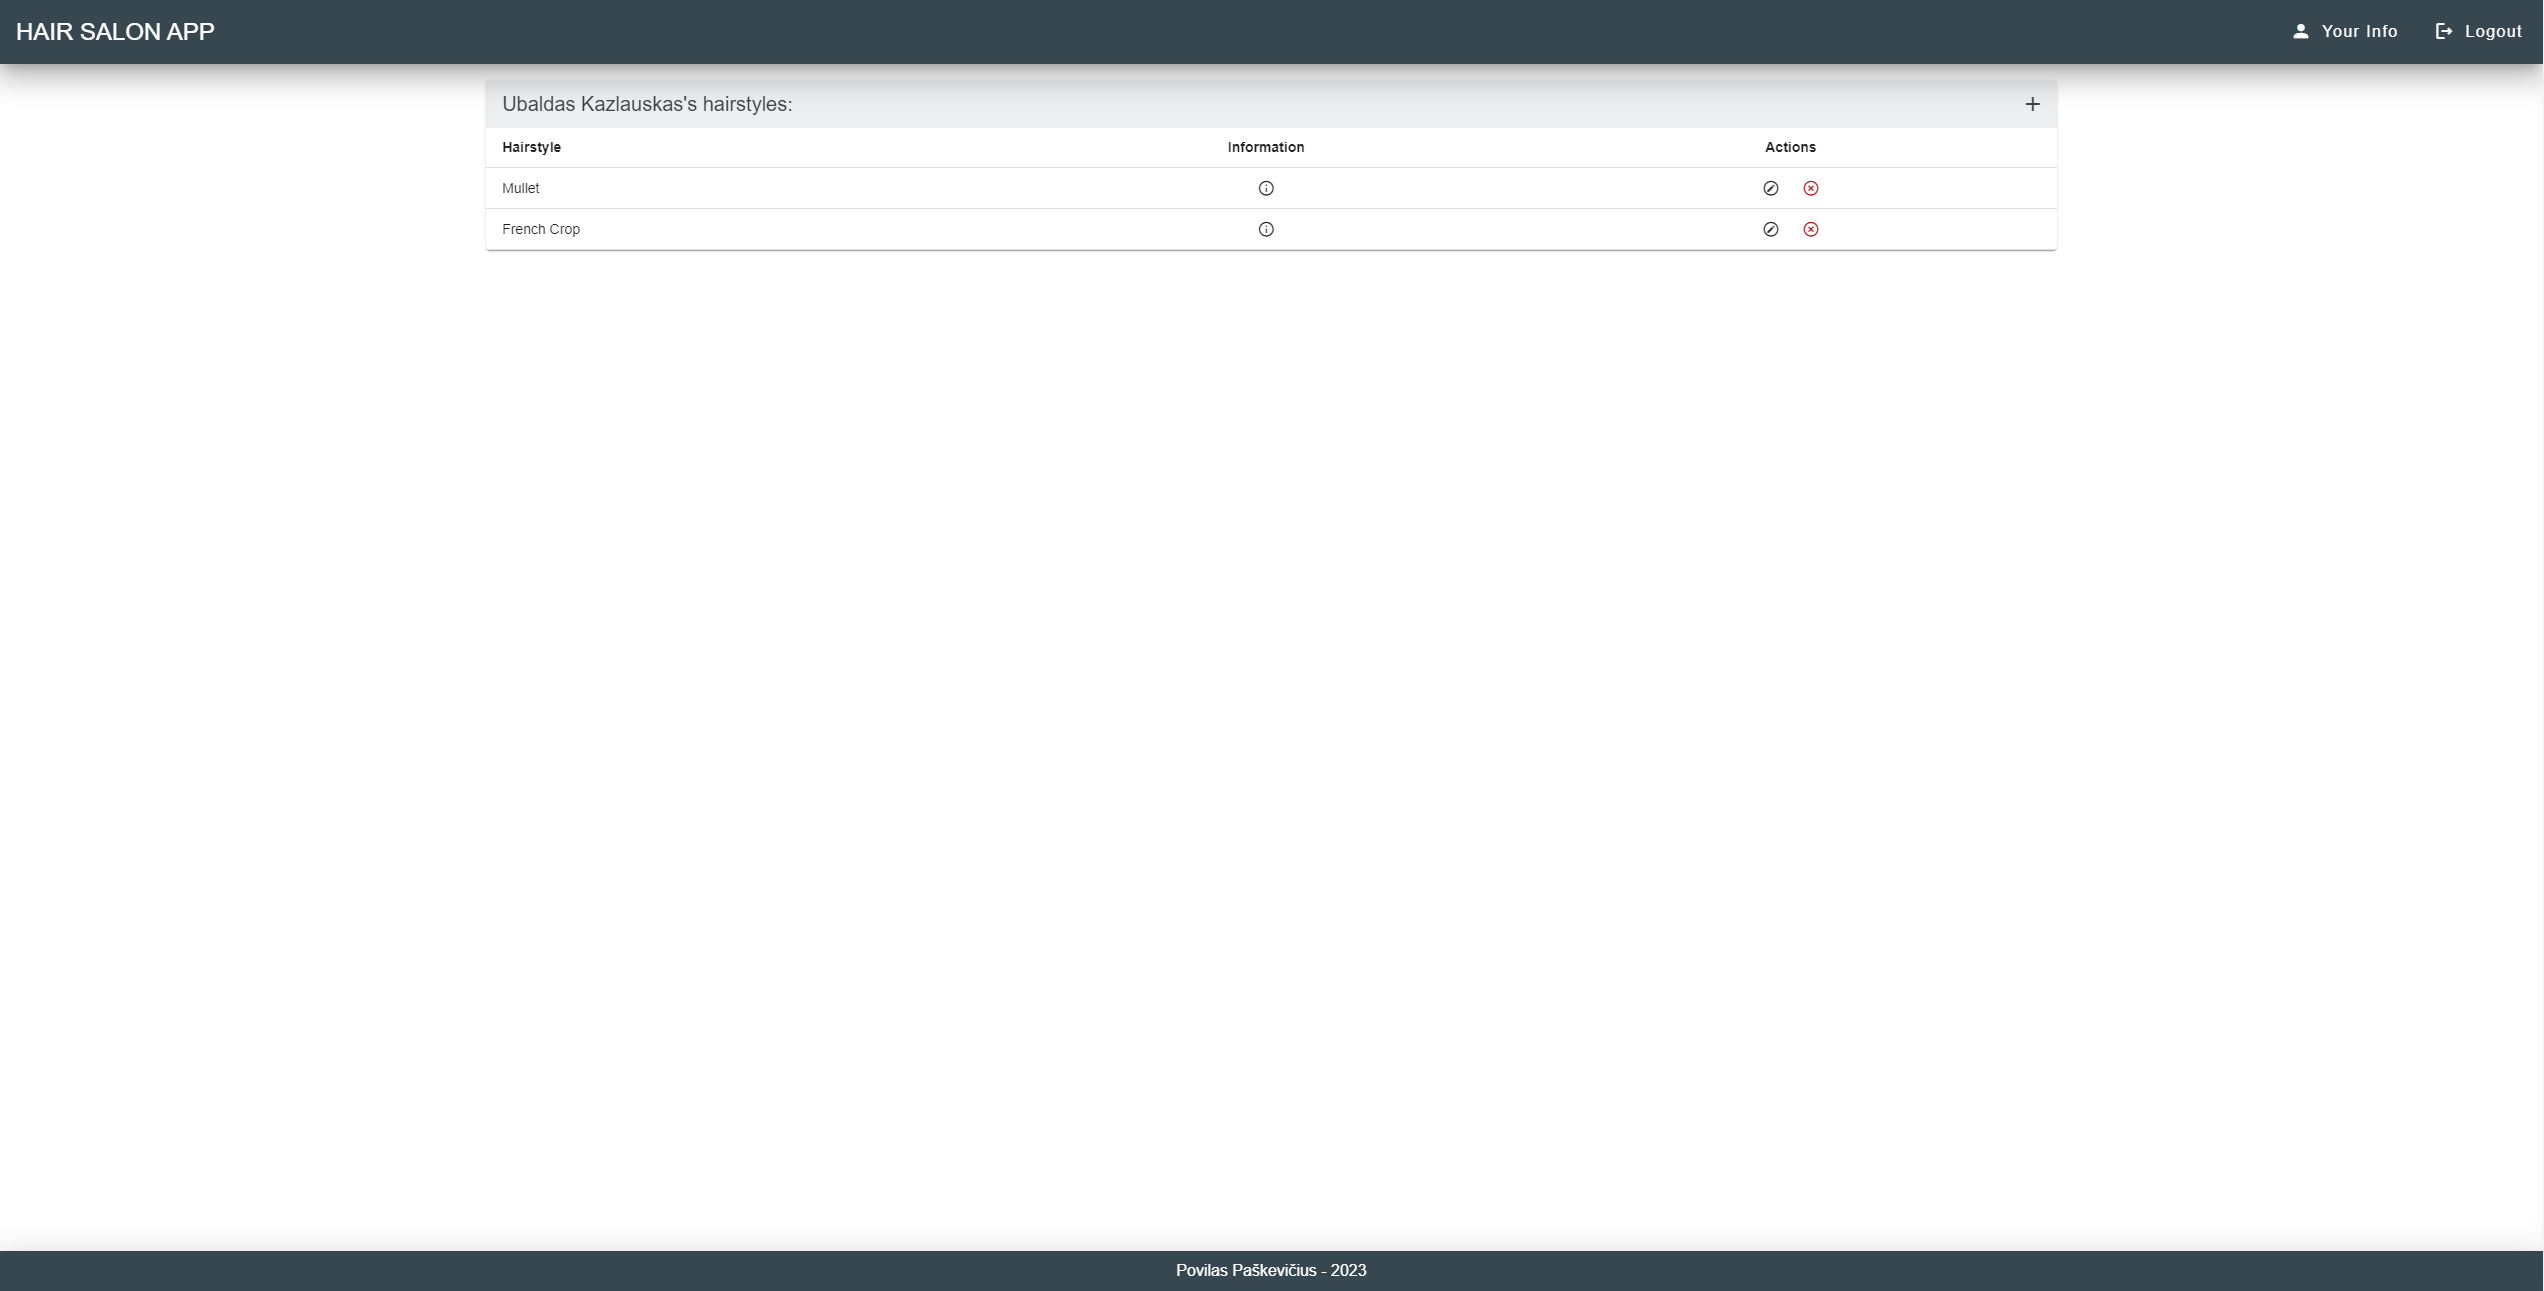 HAIR SALON APP
Your Info
Logout
Ubaldas Kazlauskas's hairstyles:
Hairstyle Information Actions
Mullet
French Crop
Povilas Paškevičius - 2023